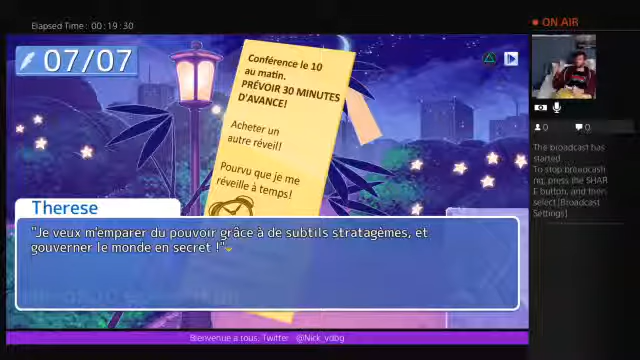 Elapsed Time : 00:19:30
ON AIR
07/07
Conférence le 10
au matin.
PRÉVOIR 30 MINUTES
D'AVANCE!
Acheter un
autre réveil!
Pourvu que je me
réveille à temps!
Therese
"Je veux m'emparer du pouvoir grâce à de subtils stratagèmes, et
gouverner le monde en secret !"
Bienvenue a tous, Twitter @Nick_vdbg
0
0
The broadcast has
started.
To stop broadcasti
ng, press the SHAR
E button, and then
select [Broadcast
Settings]